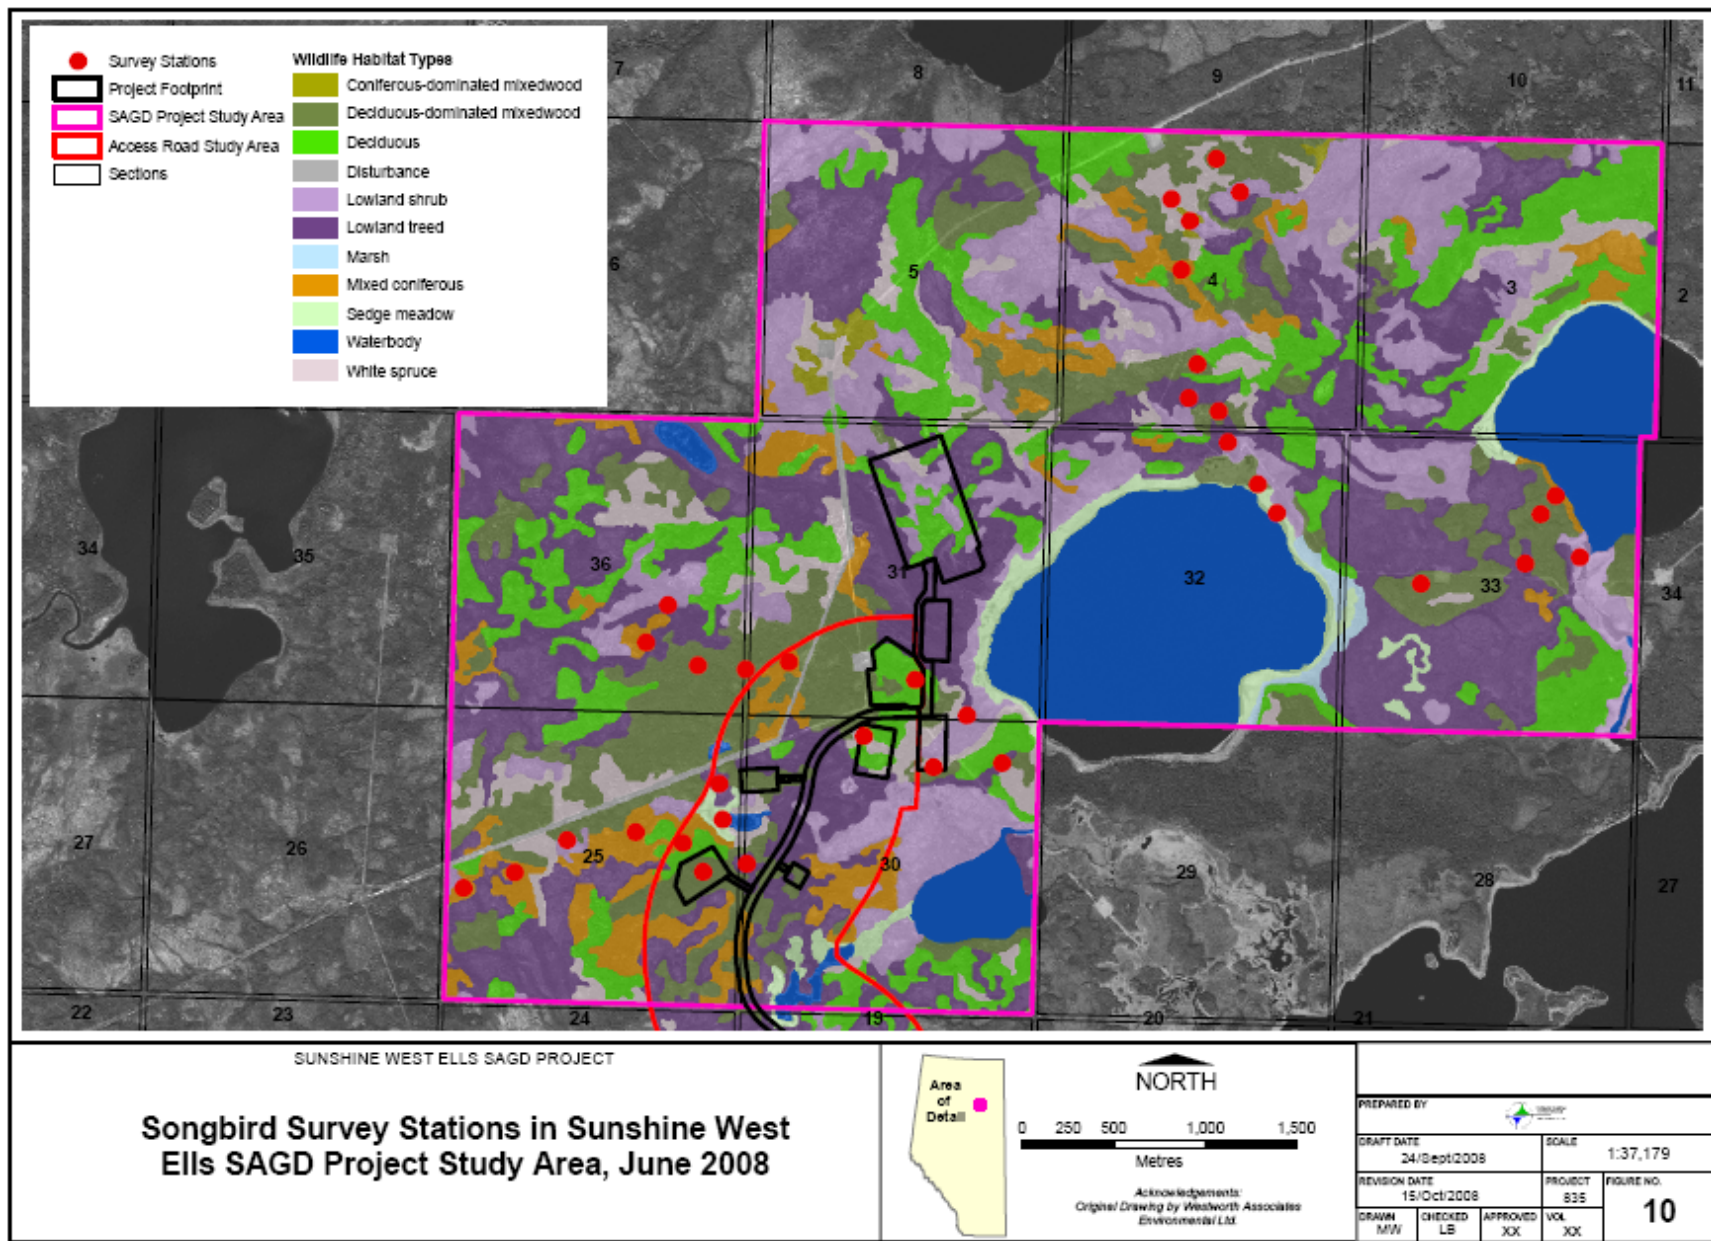 Survey Stations
Project Footprint
SAGD Project Study Area
Access Road Study Area
Sections
Wildlife Habitat Types
Coniferous-dominated mixedwood
Deciduous-dominated mixedwood
Deciduous
Disturbance
Lowland shrub
Lowland treed
Marsh
Mixed coniferous
Sedge meadow
Waterbody
White spruce
7
8
9
10
11
6
5
4
3
2
34
35
36
31
32
33
34
27
26
25
30
29
28
27
22
23
24
19
20
21
SUNSHINE WEST ELLS SAGD PROJECT
Songbird Survey Stations in Sunshine West
Ells SAGD Project Study Area, June 2008
Area
of
Detail
NORTH
0 250 500 1,000 1,500
Metres
Acknowledgements:
Original Drawing by Westworth Associates
Environmental Ltd.
PREPARED BY
DRAFT DATE
24/Sept/2008
SCALE
1:37,179
REVISION DATE
15/Oct/2008
PROJECT
835
FIGURE NO.
10
DRAWN
MW
CHECKED
LB
APPROVED
XX
VOL
XX